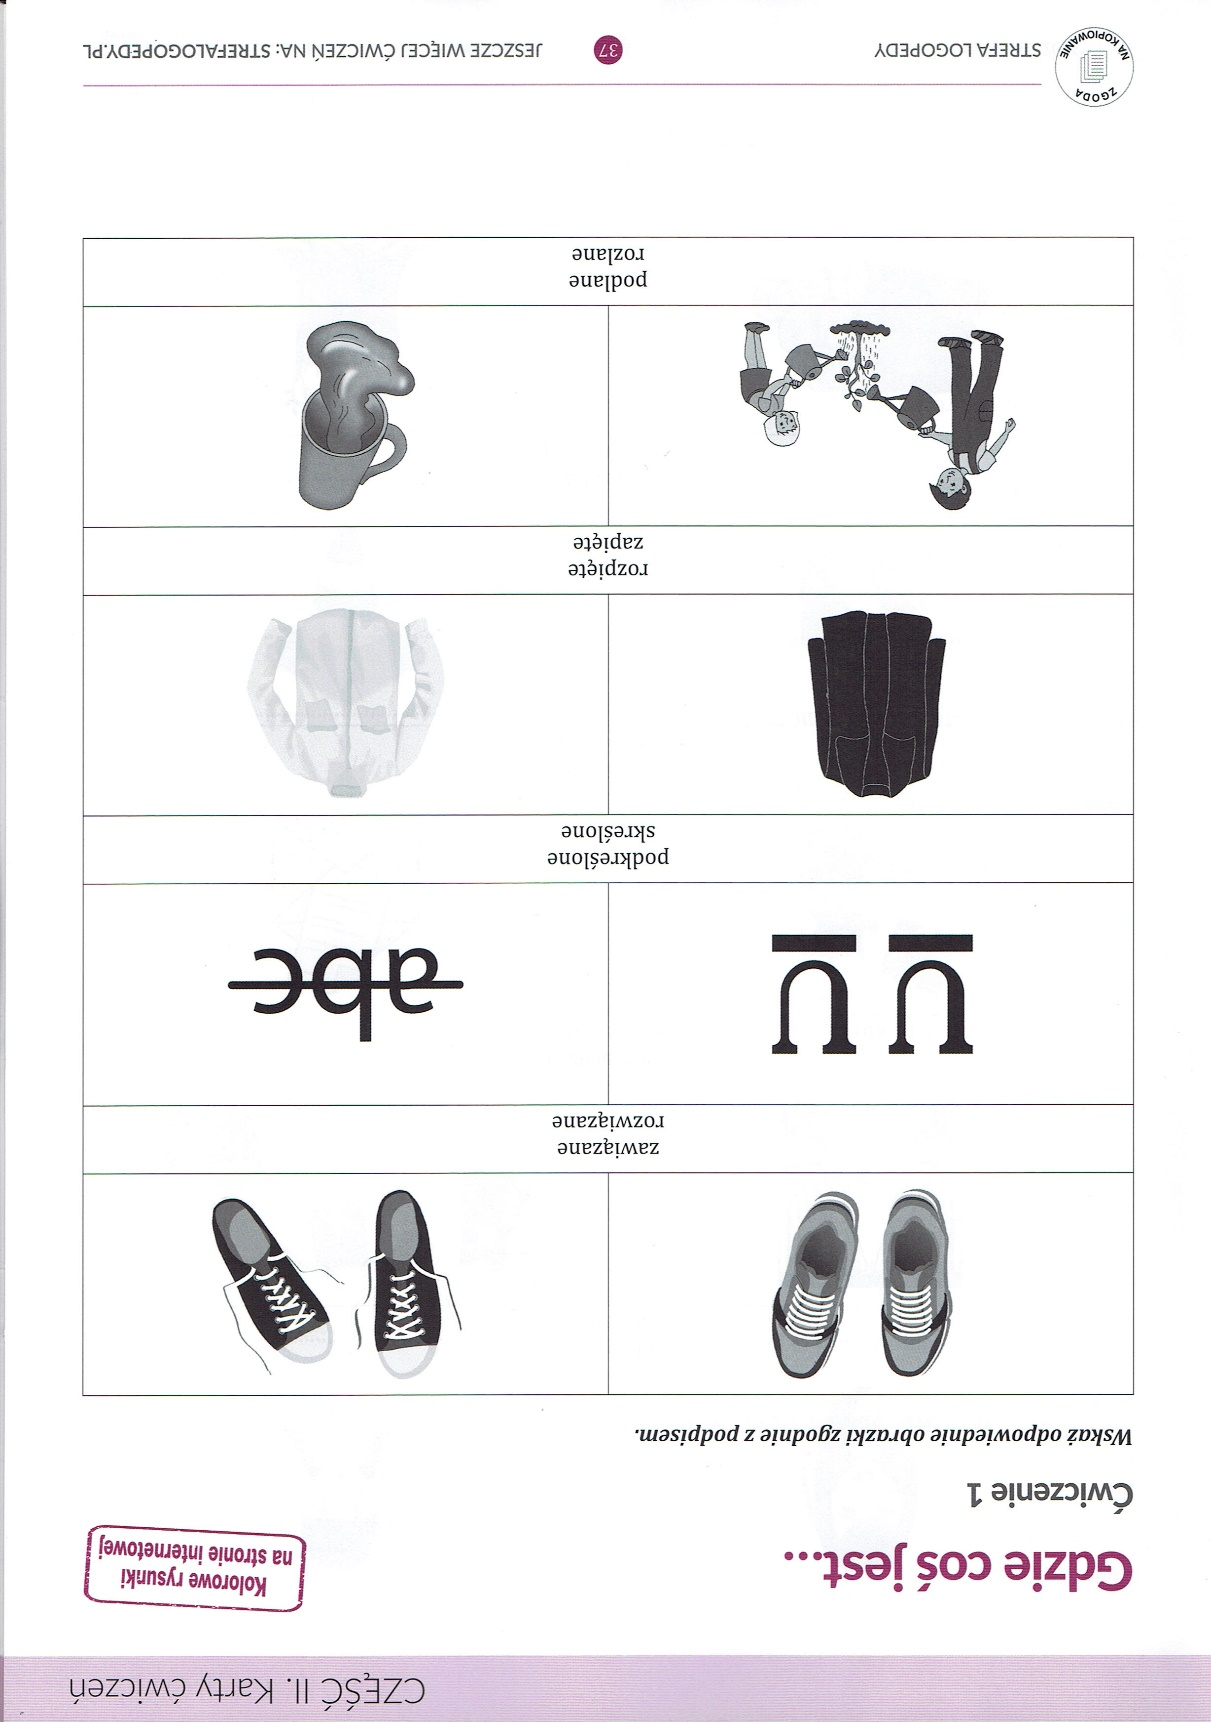 CZĘŚĆ II. Karty ćwiczeń
Gdzie coś jest...
Kolorowe rysunki
na stronie internetowej
Ćwiczenie 1
Wskaż odpowiednie obrazki zgodnie z podpisem.
zawiązane
rozwiązane
U U
abc
podkreślone
skreślone
rozpięte
zapięte
podlane
rozlane
ZGODA
NA KOPIOWANIE
STREFA LOGOPEDY
37
JESZCZE WIĘCEJ ĆWICZEŃ NA: STREFALOGOPEDY.PL